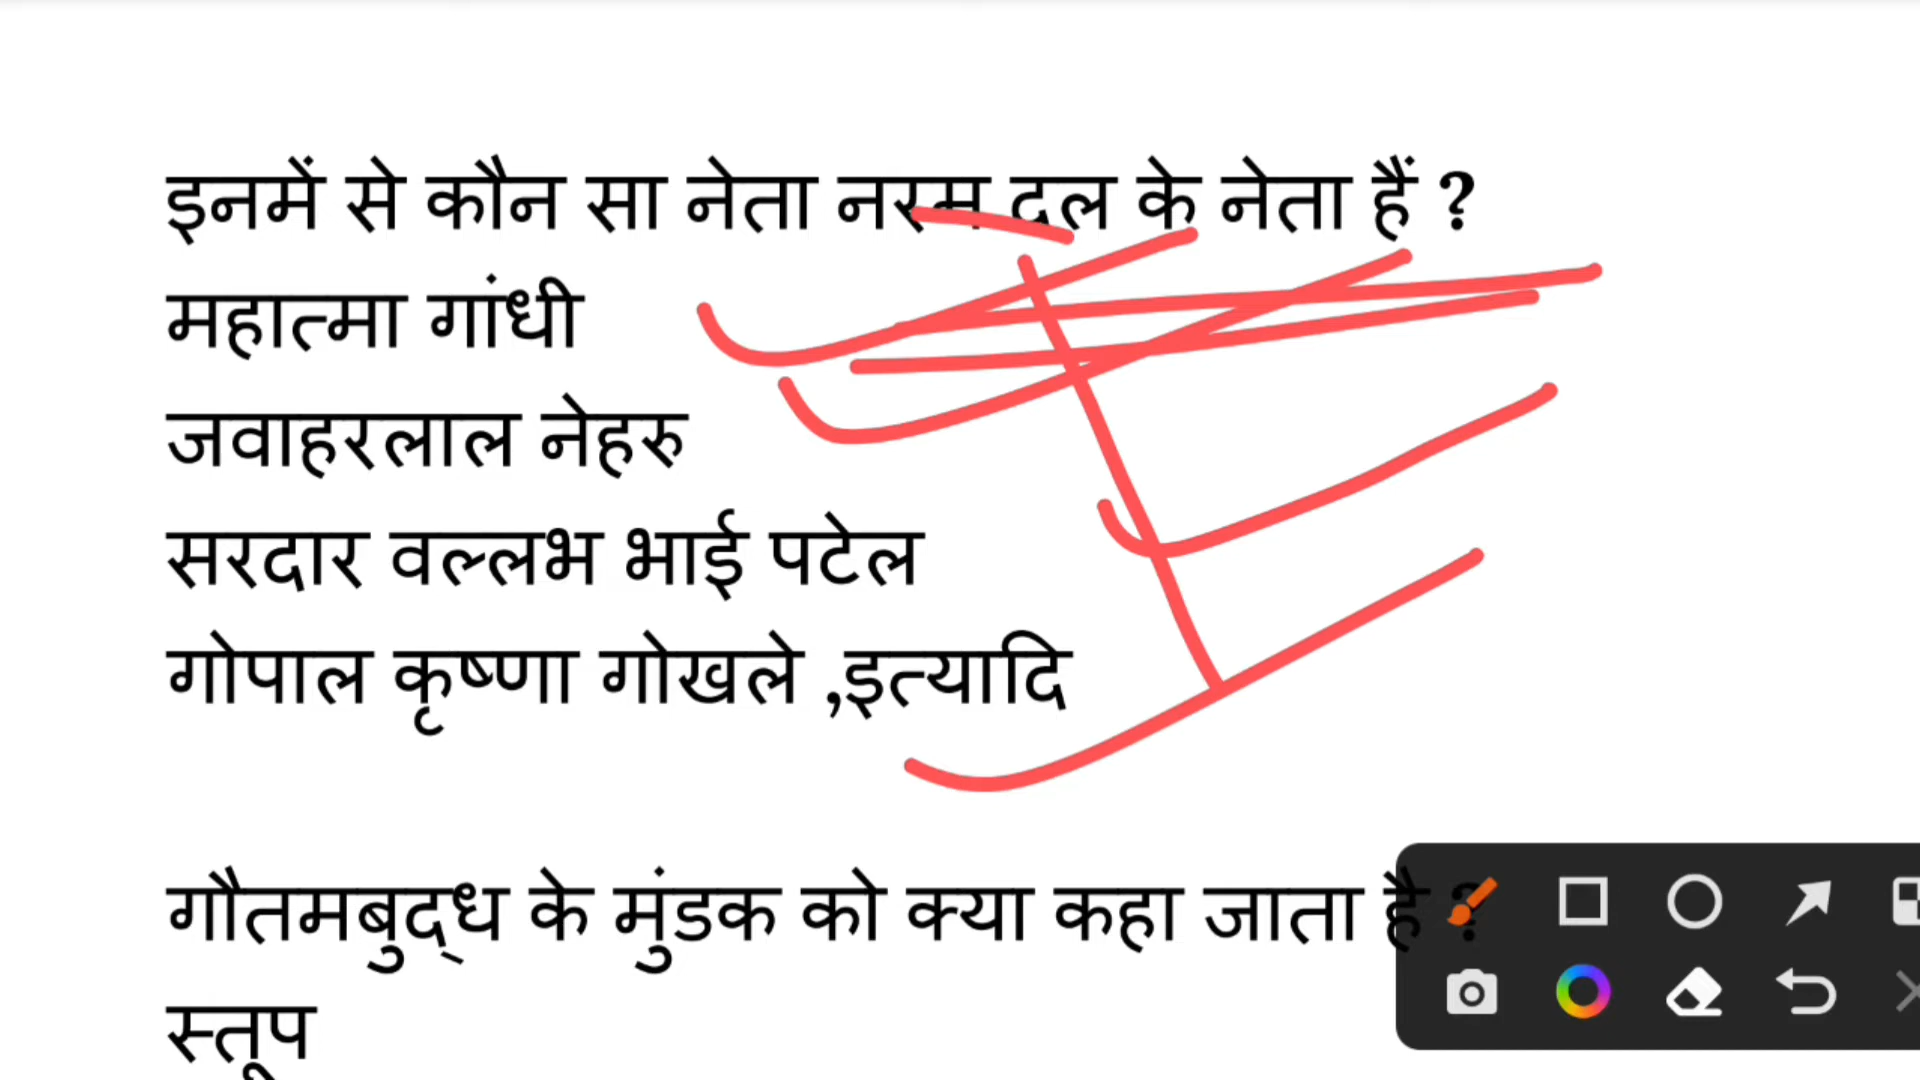 इनमें से कौन सा नेता नरम दल के नेता हैं ?
महात्मा गांधी
जवाहरलाल नेहरु
सरदार वल्लभ भाई पटेल
गोपाल कृष्णा गोखले ,इत्यादि
गौतमबुद्ध के मुंडक को क्या कहा जाता है ?
स्तूप